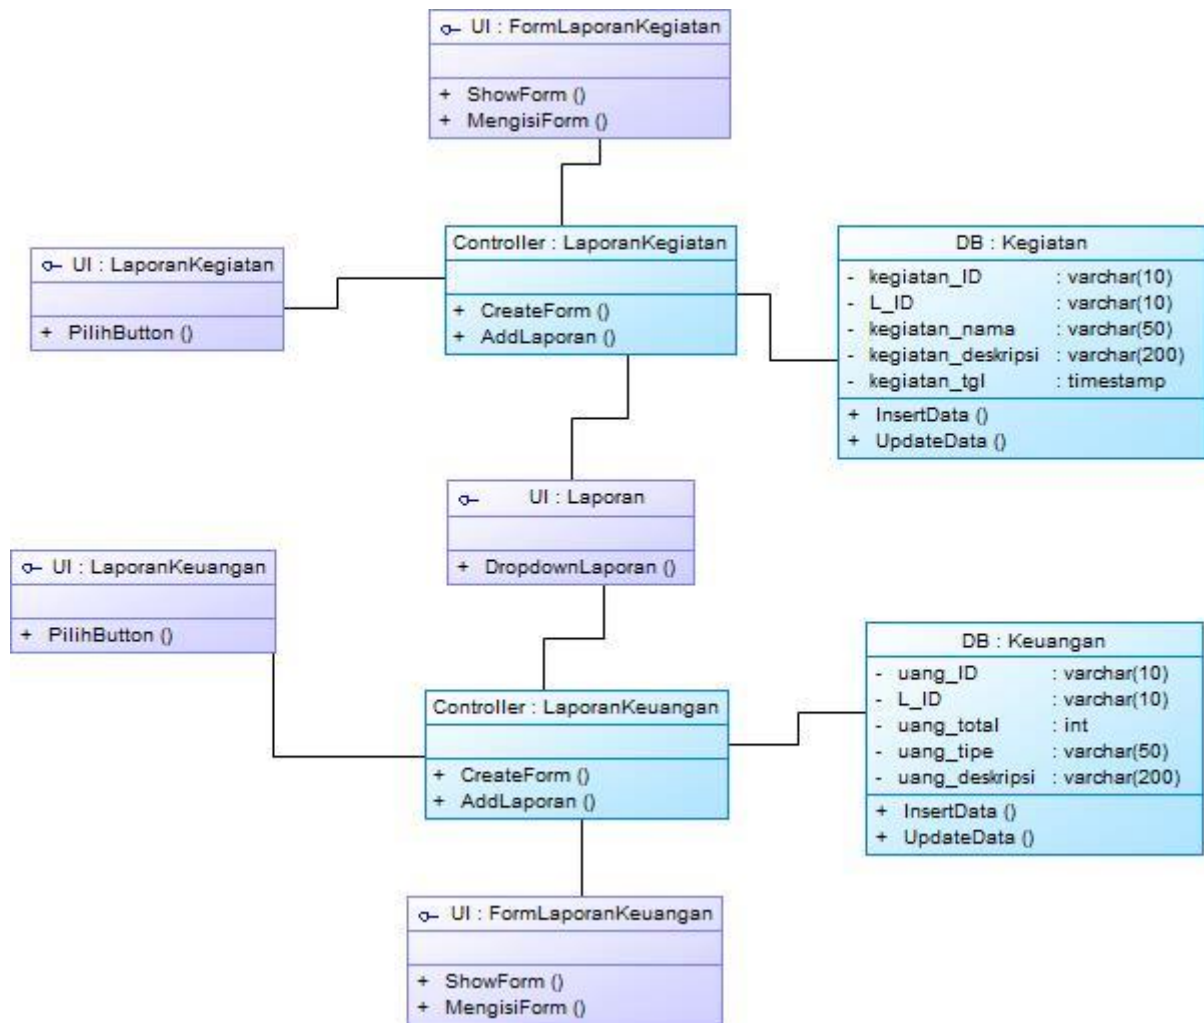 UI : FormLaporanKegiatan
+ ShowForm ()
+ MengisiForm ()
UI : LaporanKegiatan
+ PilihButton ()
Controller : LaporanKegiatan
+ CreateForm ()
+ AddLaporan ()
DB : Kegiatan
- kegiatan_ID : varchar(10)
- L_ID : varchar(10)
- kegiatan_nama : varchar(50)
- kegiatan_deskripsi : varchar(200)
- kegiatan_tgl : timestamp
+ InsertData ()
+ UpdateData ()
UI : Laporan
+ DropdownLaporan ()
UI : LaporanKeuangan
+ PilihButton ()
Controller : LaporanKeuangan
+ CreateForm ()
+ AddLaporan ()
DB : Keuangan
- uang_ID : varchar(10)
- L_ID : varchar(10)
- uang_total : int
- uang_tipe : varchar(50)
- uang_deskripsi : varchar(200)
+ InsertData ()
+ UpdateData ()
UI : FormLaporanKeuangan
+ ShowForm ()
+ MengisiForm ()